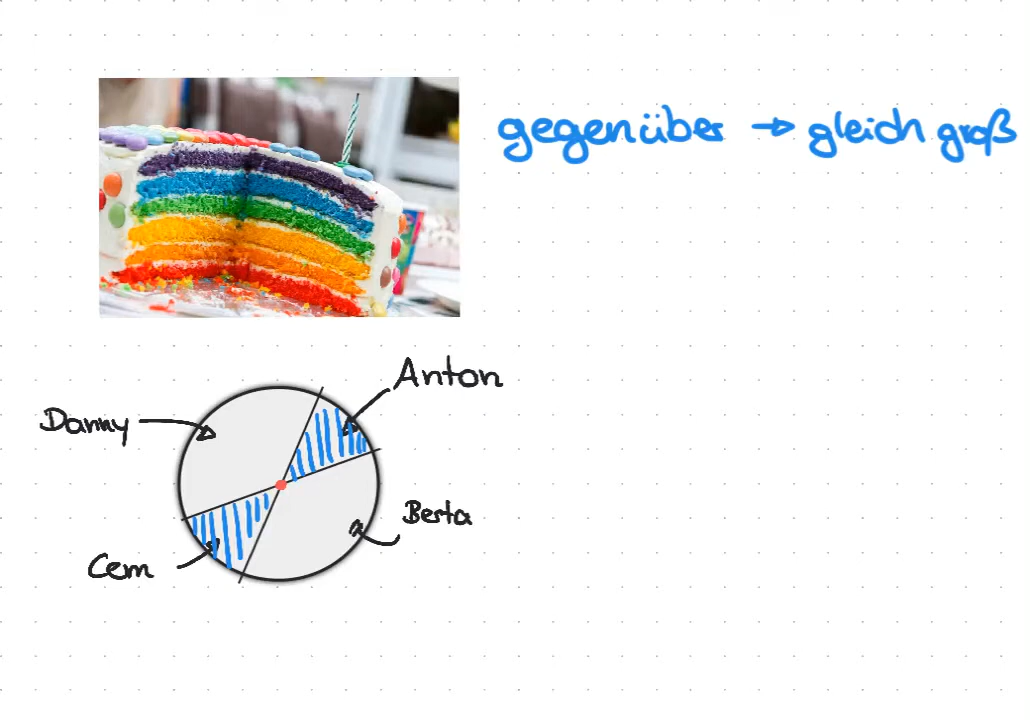 gegenüber → gleich groß
Anton
Danny
Berta
Cem